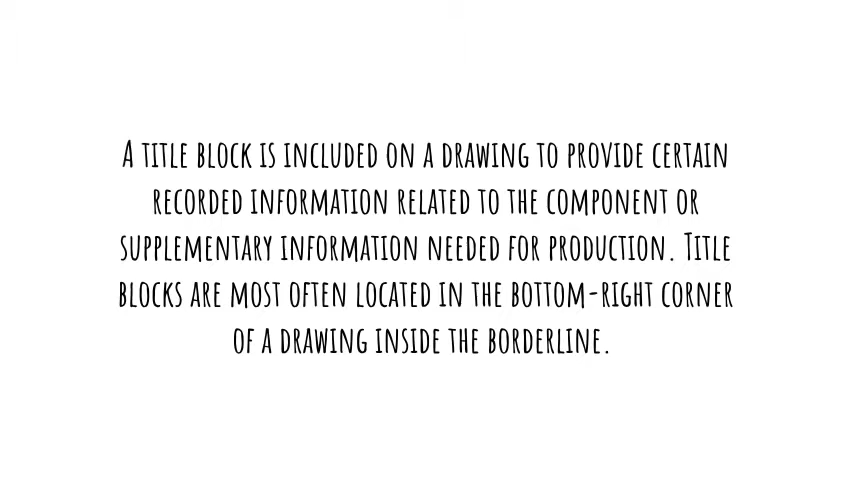 A title block is included on a drawing to provide certain
recorded information related to the component or
supplementary information needed for production. Title
blocks are most often located in the bottom-right corner
of a drawing inside the borderline.